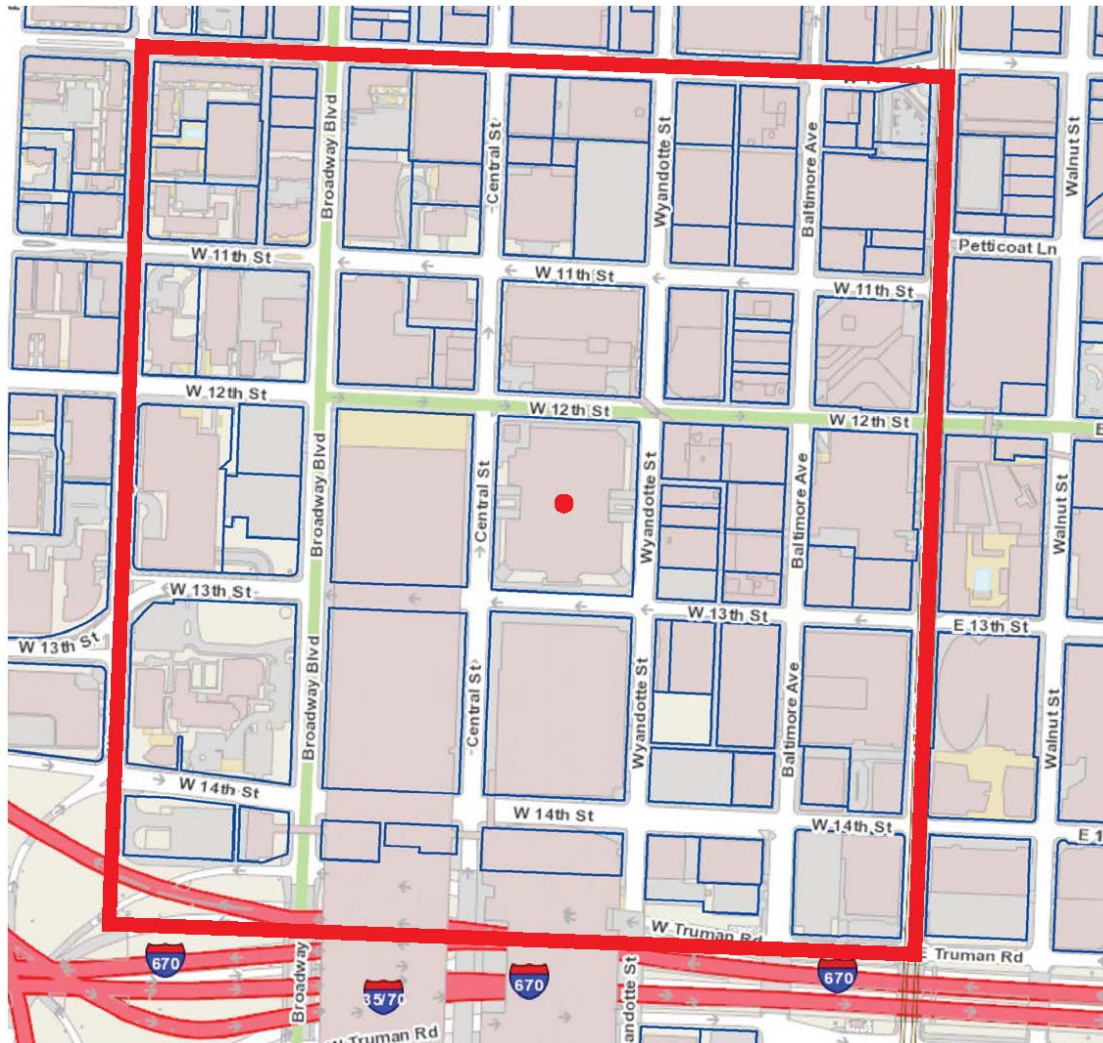 W 11th St
W 11th St
W 11th St
Petticoat Ln
W 12th St
W 12th St
W 12th St
E
W 13th St
W 13th St
W 13th St
E 13th St
W 14th St
W 14th St
W 14th St
E 1
W Truman Rd
E Truman Rd
W Truman Rd
Broadway Blvd
Broadway Blvd
Broadway Blvd
Broadway
Central St
Central St
Central St
Wyandotte St
Wyandotte St
Wyandotte St
andotte St
Baltimore Ave
Baltimore Ave
Baltimore Ave
Walnut St
Walnut St
Walnut St
670
35/70
670
670